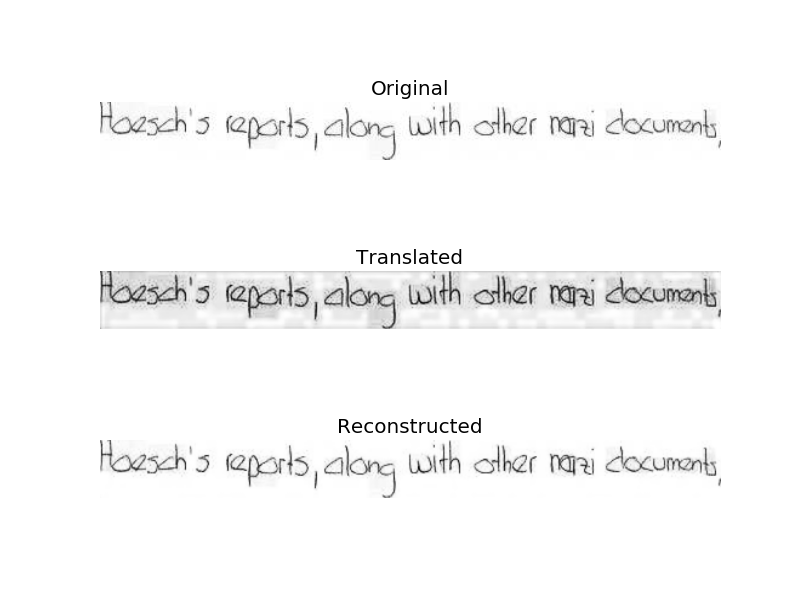 Original
Hoesch's reports, along with other nazi documents,
Translated
Hoesch's reports, along with other nazi documents,
Reconstructed
Hoesch's reports, along with other nazi documents,